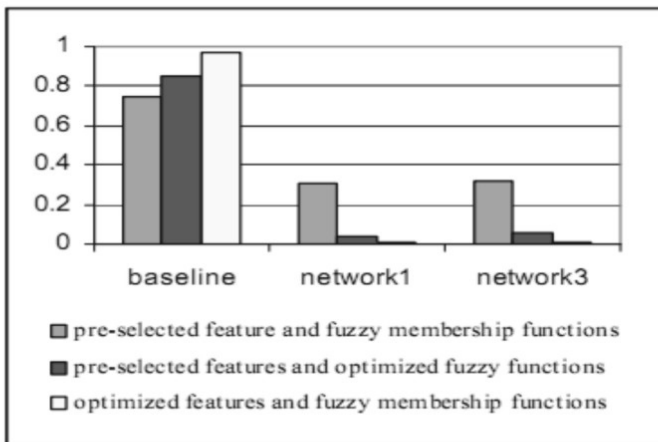 1
0.8
0.6
0.4
0.2
0
baseline network1 network3
pre-selected feature and fuzzy membership functions
pre-selected features and optimized fuzzy functions
optimized features and fuzzy membership functions